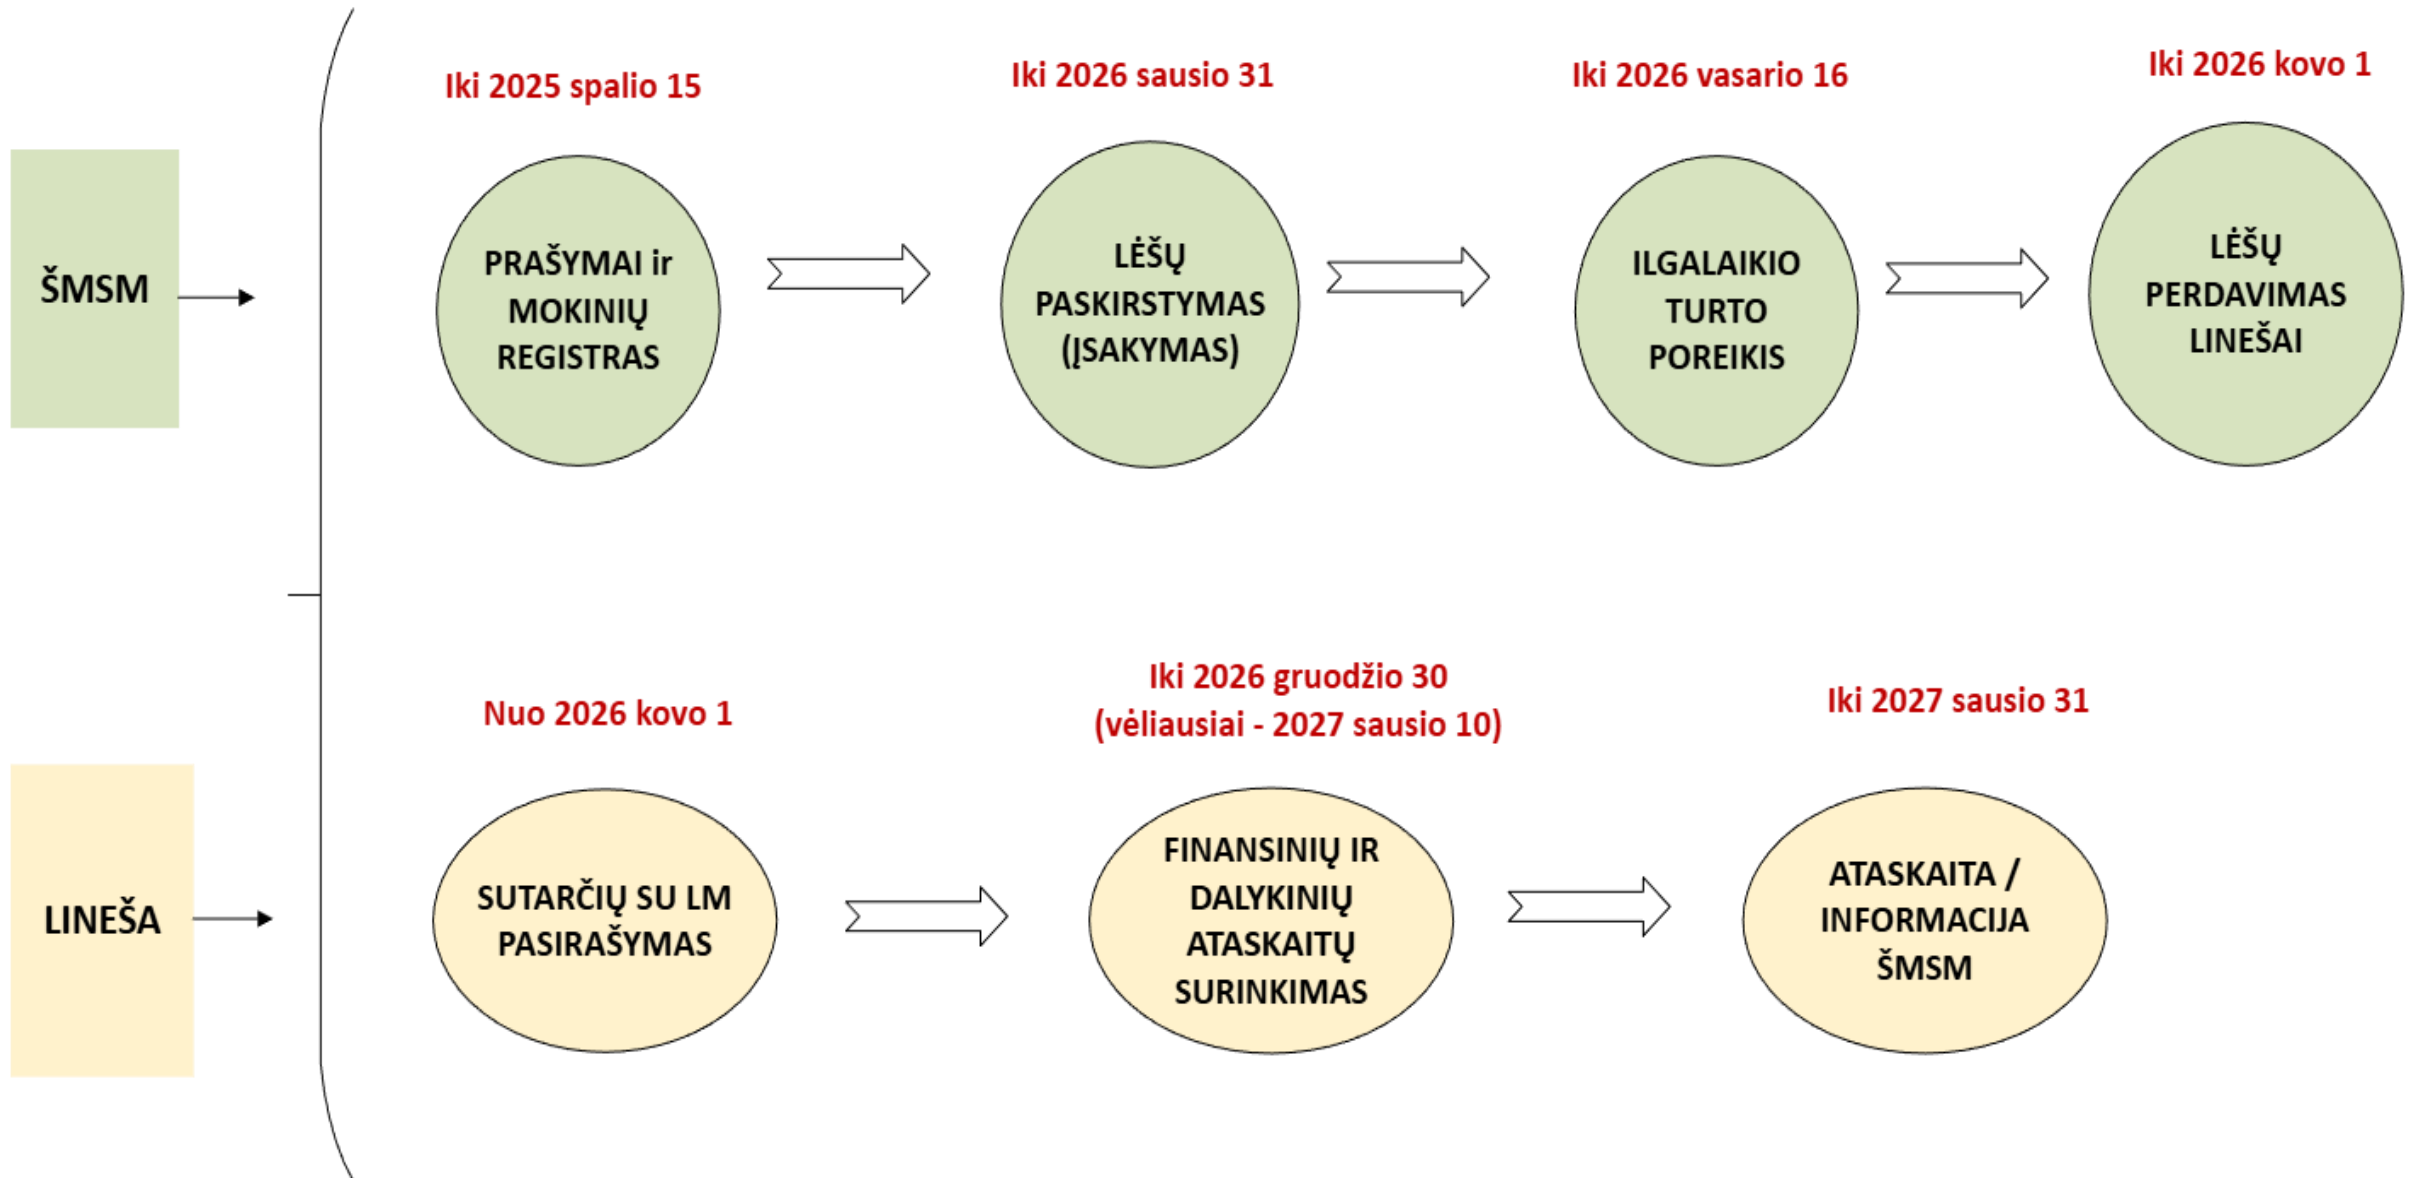 Iki 2025 spalio 15
Iki 2026 sausio 31
Iki 2026 vasario 16
Iki 2026 kovo 1
ŠMSM
PRAŠYMAI ir
MOKINIŲ
REGISTRAS
LĖŠŲ
PASKIRSTYMAS
(ĮSAKYMAS)
ILGALAIKIO
TURTO
POREIKIS
LĖŠŲ
PERDAVIMAS
LINEŠAI
Nuo 2026 kovo 1
Iki 2026 gruodžio 30
(vėliausiai - 2027 sausio 10)
Iki 2027 sausio 31
LINEŠA
SUTARČIŲ SU LM
PASIRAŠYMAS
FINANSINIŲ IR
DALYKINIŲ
ATASKAITŲ
SURINKIMAS
ATASKAITA /
INFORMACIJA
ŠMSM